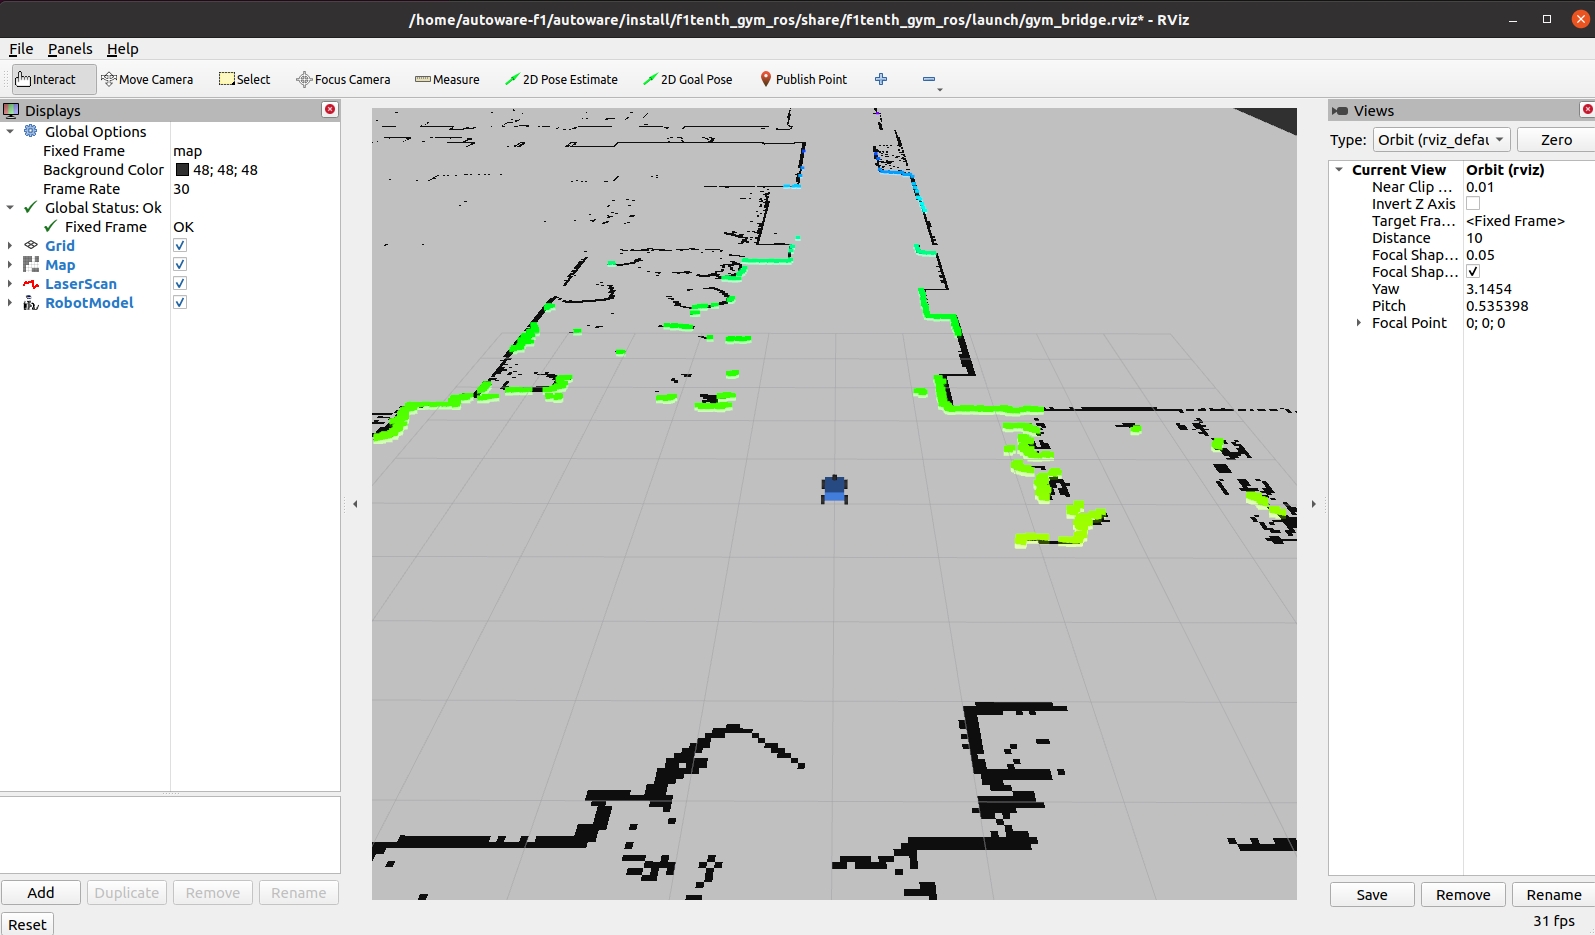 /home/autoware-f1/autoware/install/f1tenth_gym_ros/share/f1tenth_gym_ros/launch/gym_bridge.rviz* - RViz
File Panels Help
Interact Move Camera Select Focus Camera Measure 2D Pose Estimate 2D Goal Pose Publish Point
Displays
Global Options
Fixed Frame map
Background Color 48; 48; 48
Frame Rate 30
Global Status: Ok
Fixed Frame OK
Grid
Map
LaserScan
RobotModel
Add Duplicate Remove Rename
Reset
Views
Type: Orbit (rviz_defau Zero
Current View Orbit (rviz)
Near Clip ... 0.01
Invert Z Axis
Target Fra... <Fixed Frame>
Distance 10
Focal Shap... 0.05
Focal Shap...
Yaw 3.1454
Pitch 0.535398
Focal Point 0; 0; 0
Save Remove Rename
31 fps